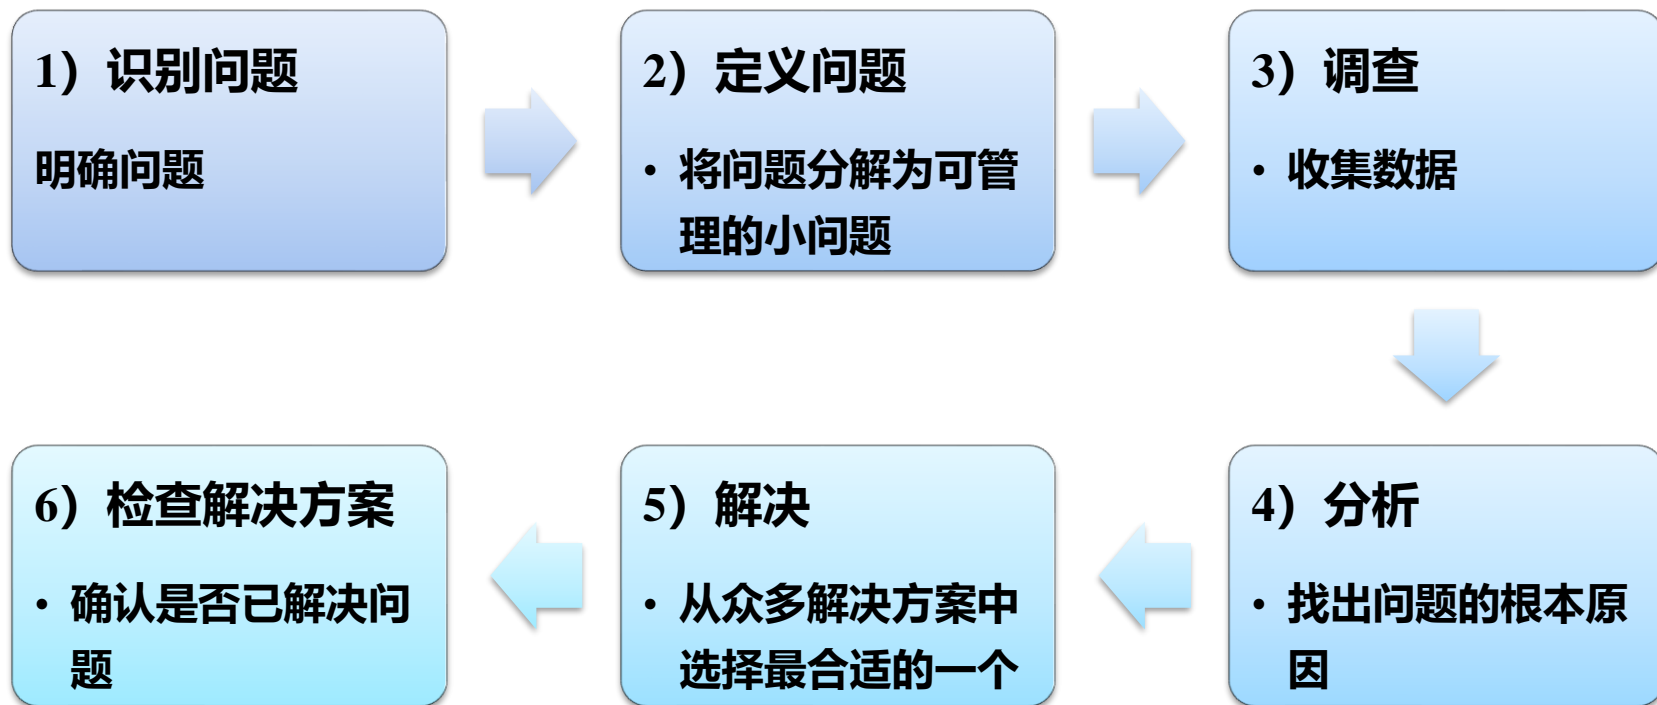 1）识别问题
明确问题
2）定义问题
• 将问题分解为可管
理的小问题
3）调查
• 收集数据
4）分析
• 找出问题的根本原
因
5）解决
• 从众多解决方案中
选择最合适的一个
6）检查解决方案
• 确认是否已解决问
题